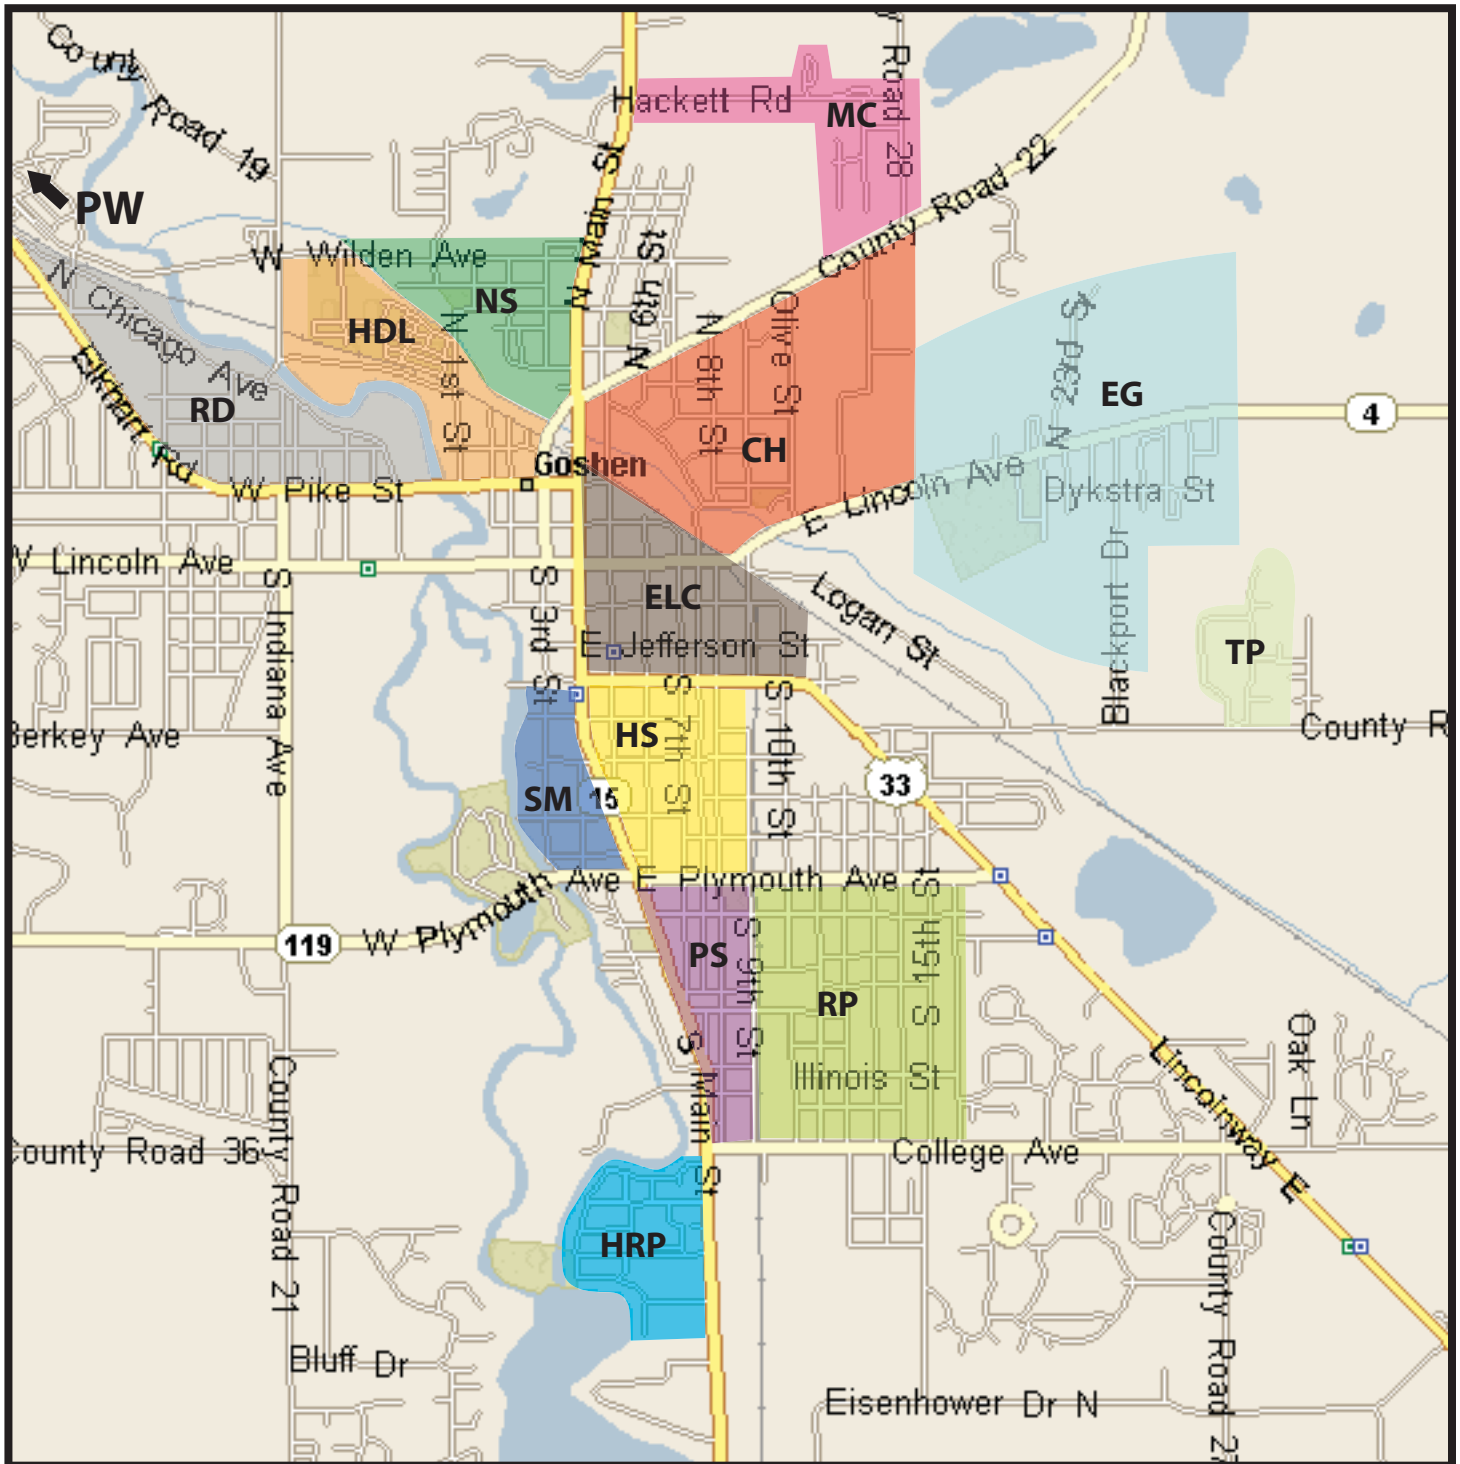 County Road 19
Hackett Rd
Road 28
MC
N Main St
PW
County Road 22
W Wilden Ave
N 6th St
NS
N Chicago Ave
HDL
N 1st St
N 8th St
Olive St
N 23rd St
EG
4
Elkhart Rd
RD
CH
Goshen
W Pike St
E Lincoln Ave
Dykstra St
W Lincoln Ave
S 3rd St
ELC
Logan St
Blackport Dr
E Jefferson St
TP
S Indiana Ave
Berkey Ave
HS
S 7th St
S 10th St
County R
SM
15
33
Ave E Plymouth Ave
119
W Plymouth
PS
S 9th St
RP
S 15th St
S Main St
Illinois St
Oak Ln
Lincolnway E
County Road 36
County Road 21
College Ave
HRP
County Road 27
Bluff Dr
Eisenhower Dr N